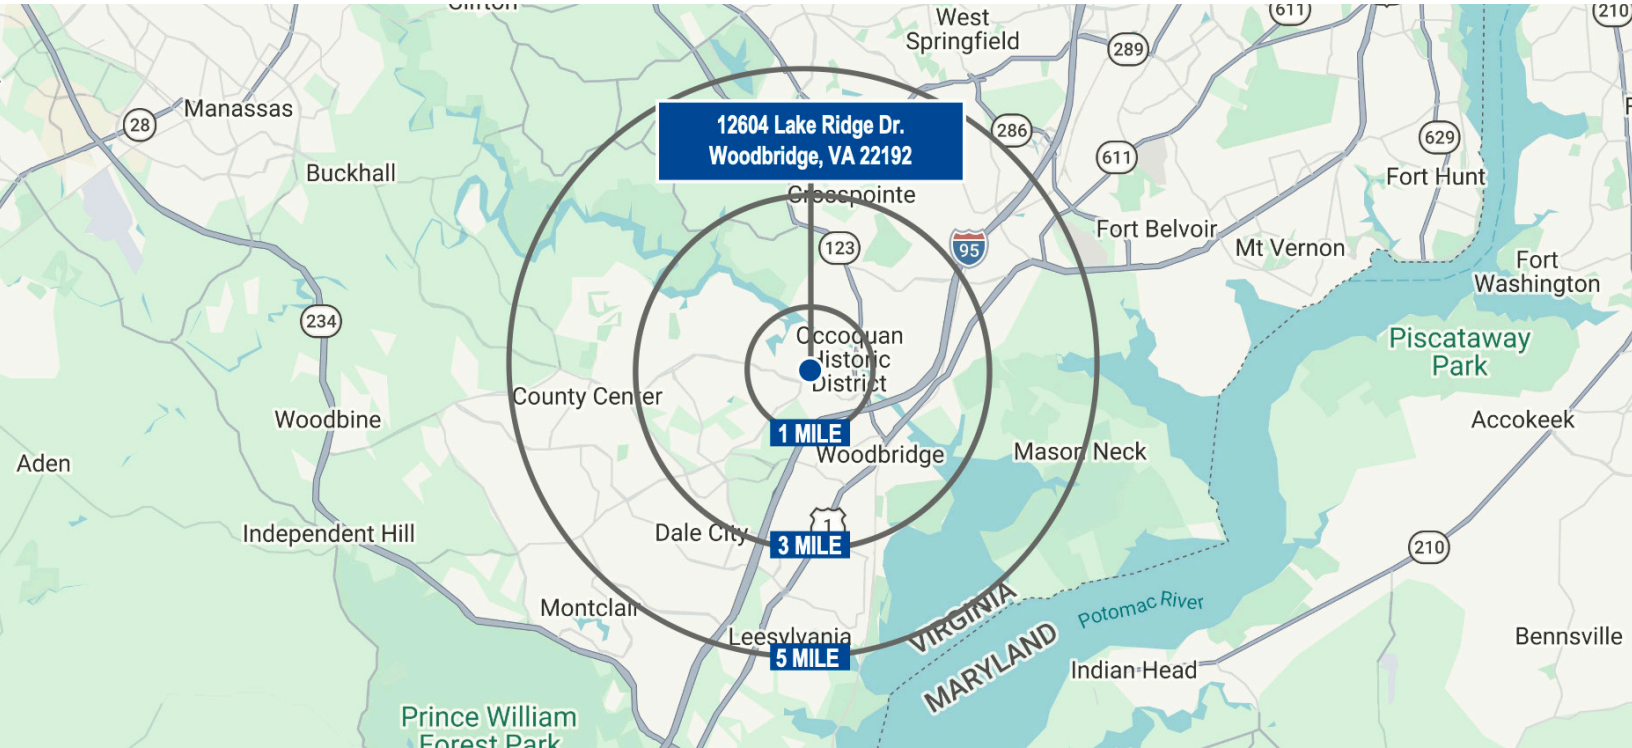 Clifton
West
Springfield
611
210
289
Manassas
28
12604 Lake Ridge Dr.
Woodbridge, VA 22192
286
611
629
Buckhall
Fort Hunt
Crosspointe
123
95
Fort Belvoir
Mt Vernon
Fort
Washington
234
Occoquan
Historic
District
Piscataway
Park
County Center
Woodbine
Accokeek
1 MILE
Woodbridge
Mason Neck
Aden
Independent Hill
Dale City
1
3 MILE
210
Montclair
VIRGINIA
Potomac River
Leesylvania
5 MILE
MARYLAND
Indian Head
Bennsville
Prince William
Forest Park